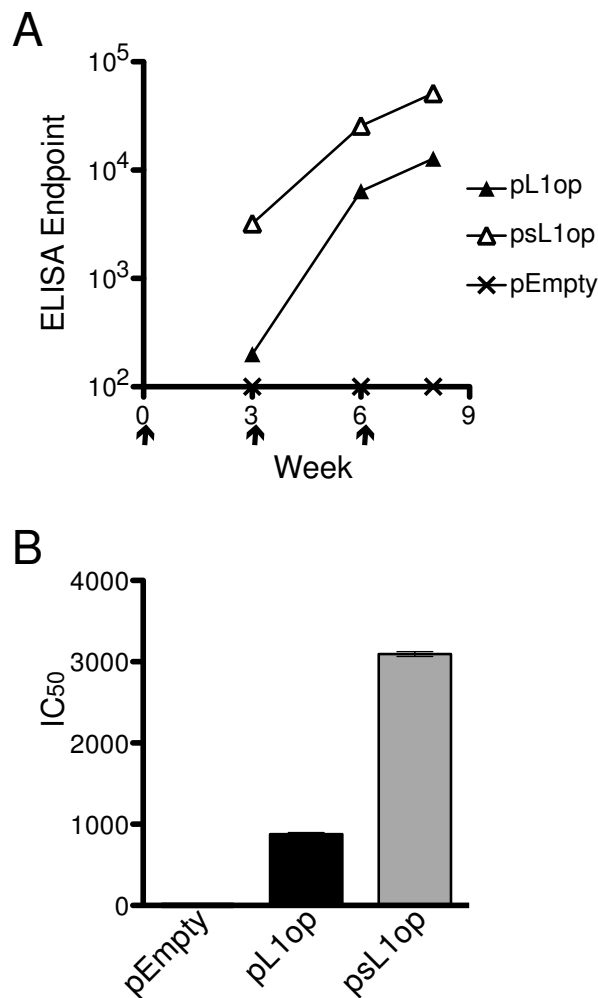 A
ELISA Endpoint
10^5
10^4
10^3
10^2
0 3 6 9
Week
pL1op
psL1op
pEmpty
B
IC50
4000
3000
2000
1000
0
pEmpty pL1op psL1op